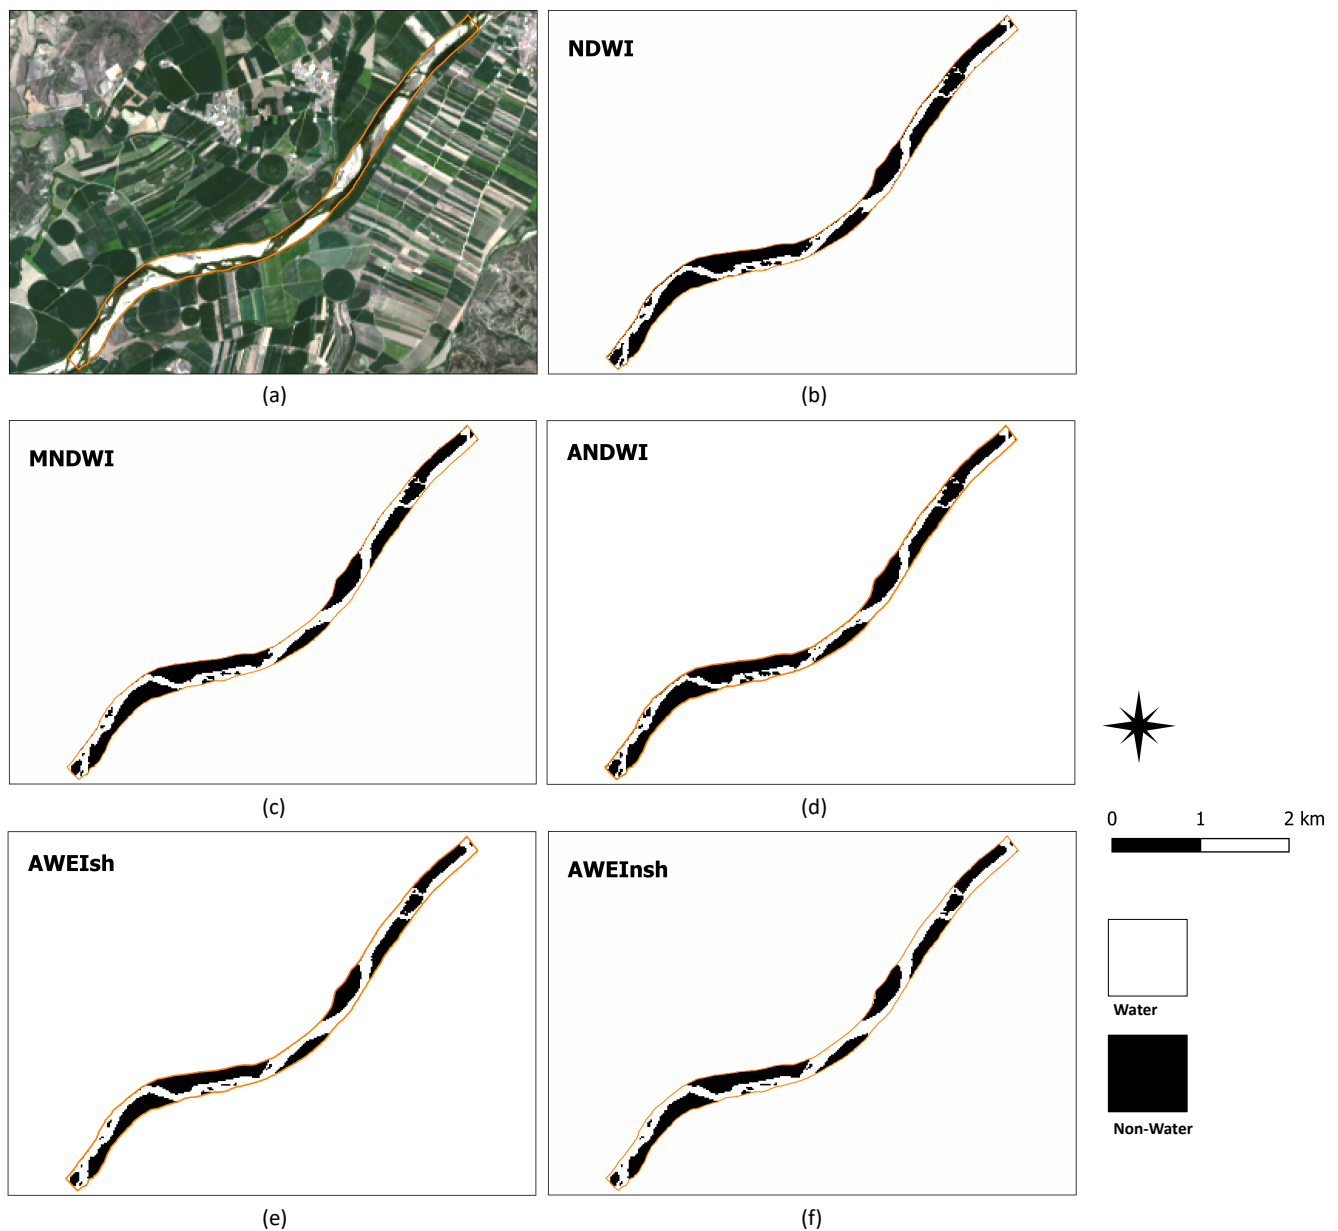 NDWI
(a)
(b)
MNDWI
ANDWI
(c)
(d)
0 1 2 km
AWEIsh
AWEInsh
Water
Non-Water
(e)
(f)